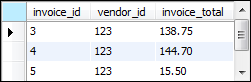 invoice_id vendor_id invoice_total
3 123 138.75
4 123 144.70
5 123 15.50